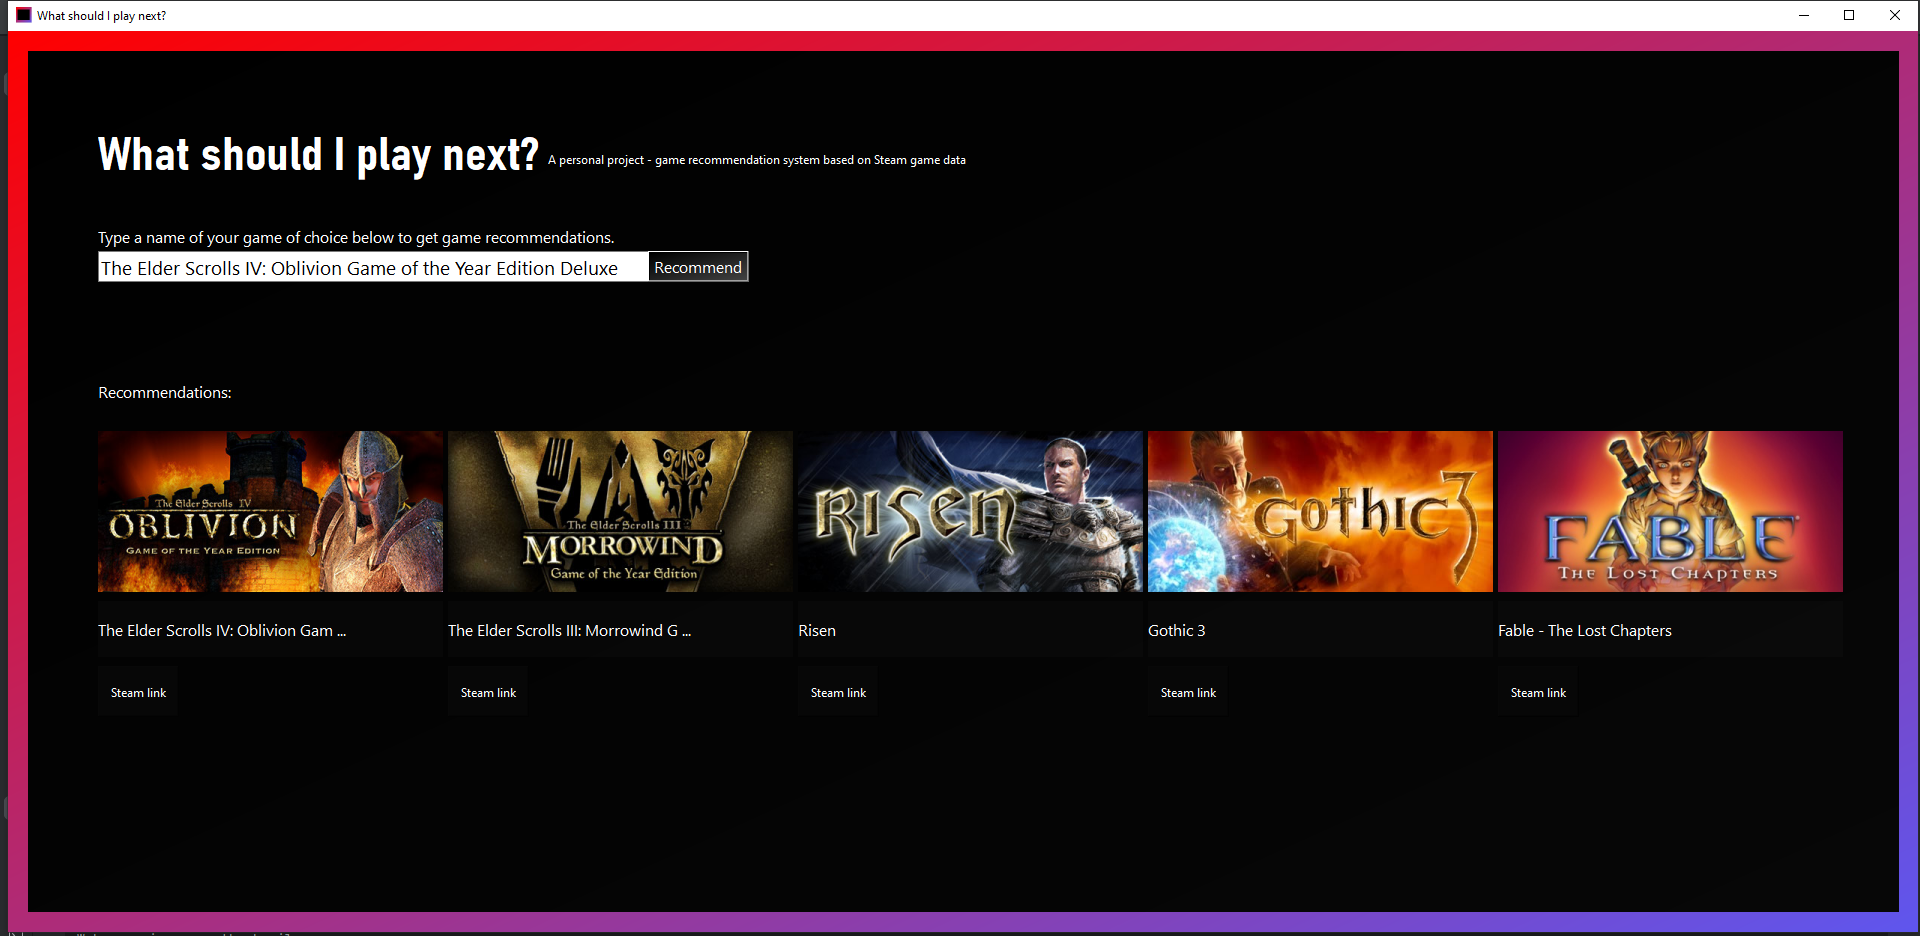 What should I play next?
What should I play next? A personal project - game recommendation system based on Steam game data
Type a name of your game of choice below to get game recommendations.
The Elder Scrolls IV: Oblivion Game of the Year Edition Deluxe Recommend
Recommendations:
The Elder Scrolls IV
OBLIVION
GAME OF THE YEAR EDITION
The Elder Scrolls III
MORROWIND
Game of the Year Edition
RISEN
GOTHIC 3
FABLE
THE LOST CHAPTERS
The Elder Scrolls IV: Oblivion Gam ...
The Elder Scrolls III: Morrowind G ...
Risen
Gothic 3
Fable - The Lost Chapters
Steam link
Steam link
Steam link
Steam link
Steam link